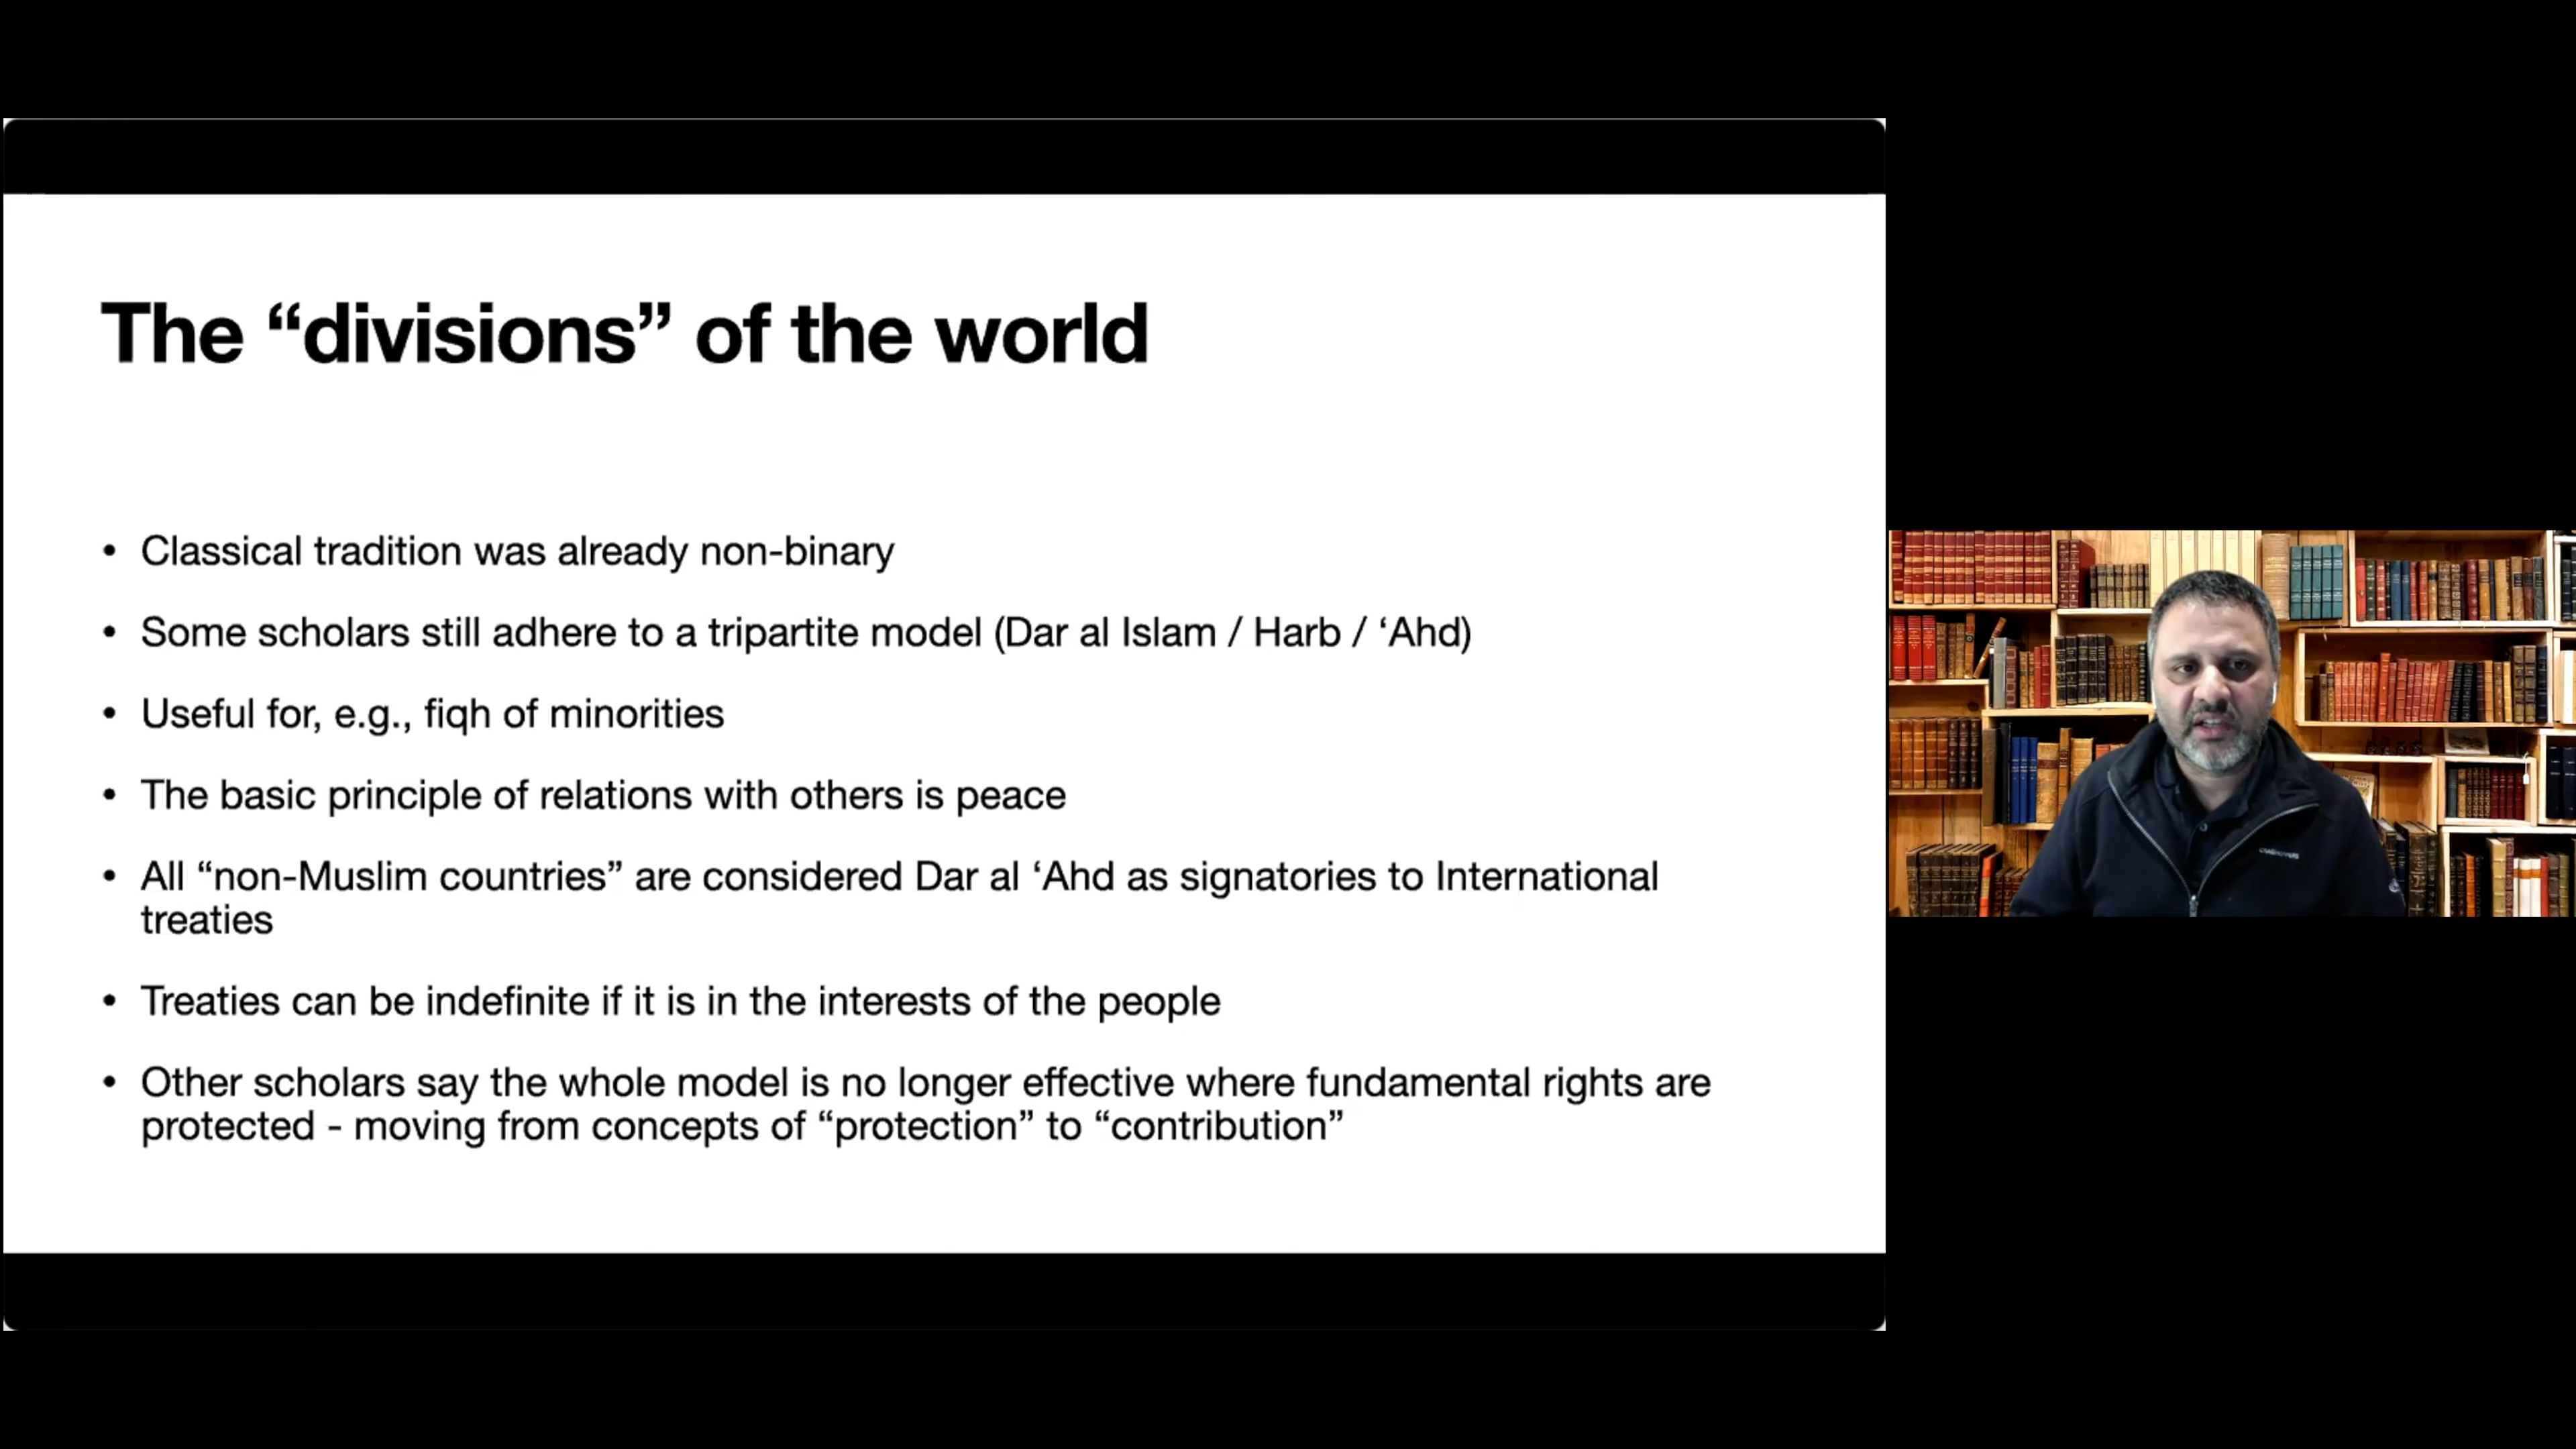 The “divisions” of the world
• Classical tradition was already non-binary
• Some scholars still adhere to a tripartite model (Dar al Islam / Harb / ‘Ahd)
• Useful for, e.g., fiqh of minorities
• The basic principle of relations with others is peace
• All “non-Muslim countries” are considered Dar al ‘Ahd as signatories to International
treaties
• Treaties can be indefinite if it is in the interests of the people
• Other scholars say the whole model is no longer effective where fundamental rights are
protected - moving from concepts of “protection” to “contribution”